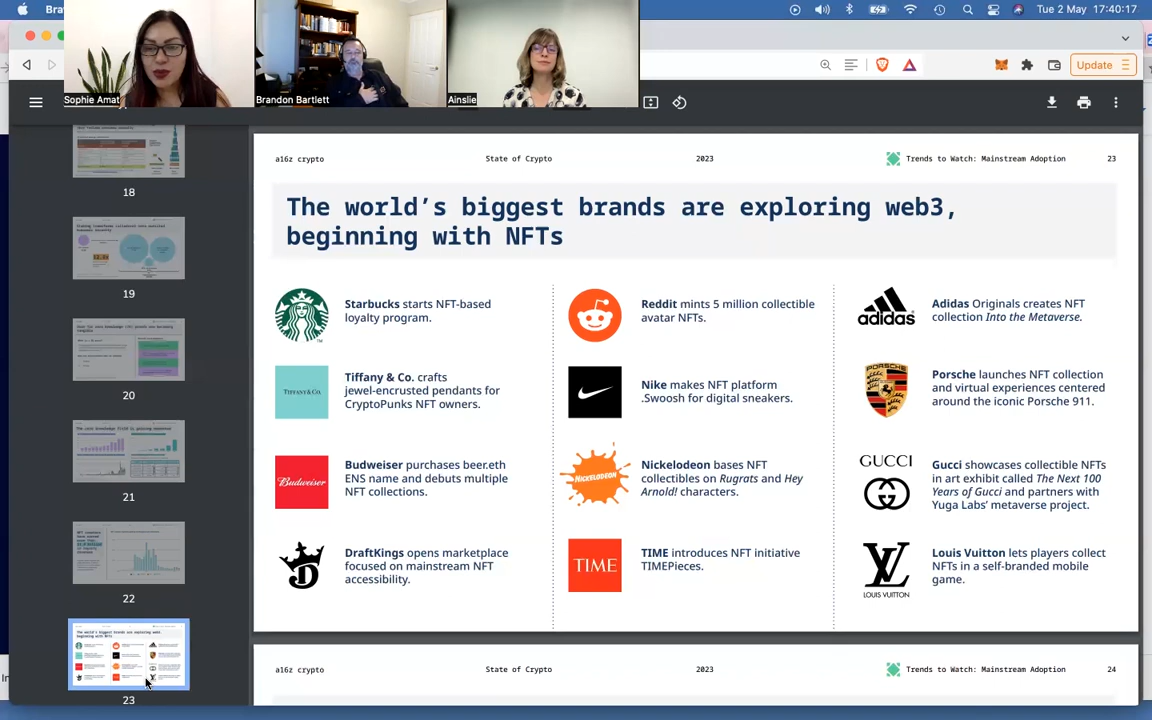 Bra
Tue 2 May 17:40:17
Sophie Amat
Brandon Bartlett
Ainslie
Update
18
19
20
21
22
23
a16z crypto
State of Crypto
2023
Trends to Watch: Mainstream Adoption
23
The world's biggest brands are exploring web3,
beginning with NFTs
Starbucks starts NFT-based
loyalty program.
TIFFANY & CO.
Tiffany & Co. crafts
jewel-encrusted pendants for
CryptoPunks NFT owners.
Budweiser
Budweiser purchases beer.eth
ENS name and debuts multiple
NFT collections.
DraftKings opens marketplace
focused on mainstream NFT
accessibility.
Reddit mints 5 million collectible
avatar NFTs.
Nike makes NFT platform
.Swoosh for digital sneakers.
NICKELODEON
Nickelodeon bases NFT
collectibles on Rugrats and Hey
Arnold! characters.
TIME
TIME introduces NFT initiative
TIMEPieces.
adidas
Adidas Originals creates NFT
collection Into the Metaverse.
PORSCHE
Porsche launches NFT collection
and virtual experiences centered
around the iconic Porsche 911.
GUCCI
Gucci showcases collectible NFTs
in art exhibit called The Next 100
Years of Gucci and partners with
Yuga Labs' metaverse project.
LOUIS VUITTON
Louis Vuitton lets players collect
NFTs in a self-branded mobile
game.
a16z crypto
State of Crypto
2023
Trends to Watch: Mainstream Adoption
24